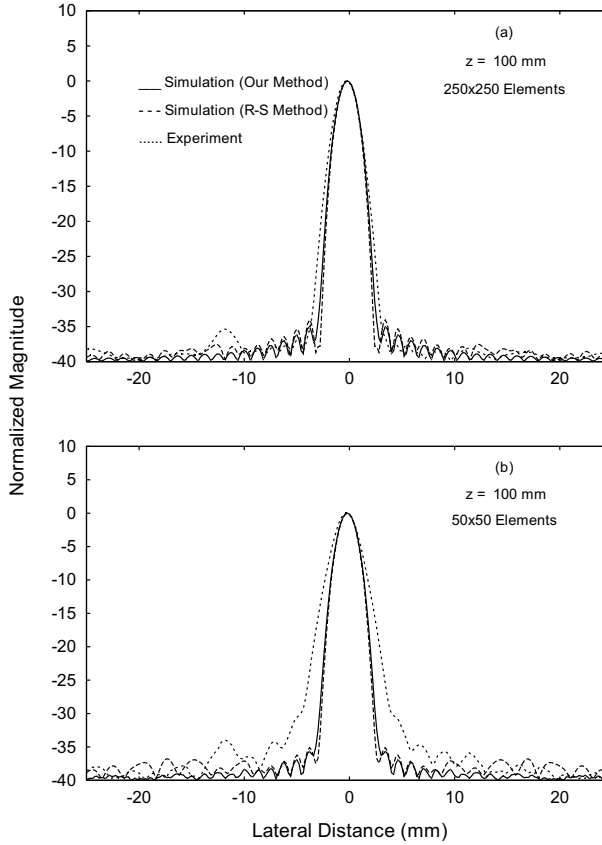 10
5
0
-5
-10
-15
-20
-25
-30
-35
-40
-20
-10
0
10
20
(a)
z = 100 mm
250x250 Elements
Simulation (Our Method)
Simulation (R-S Method)
Experiment
Normalized Magnitude
10
5
0
-5
-10
-15
-20
-25
-30
-35
-40
-20
-10
0
10
20
(b)
z = 100 mm
50x50 Elements
Lateral Distance (mm)